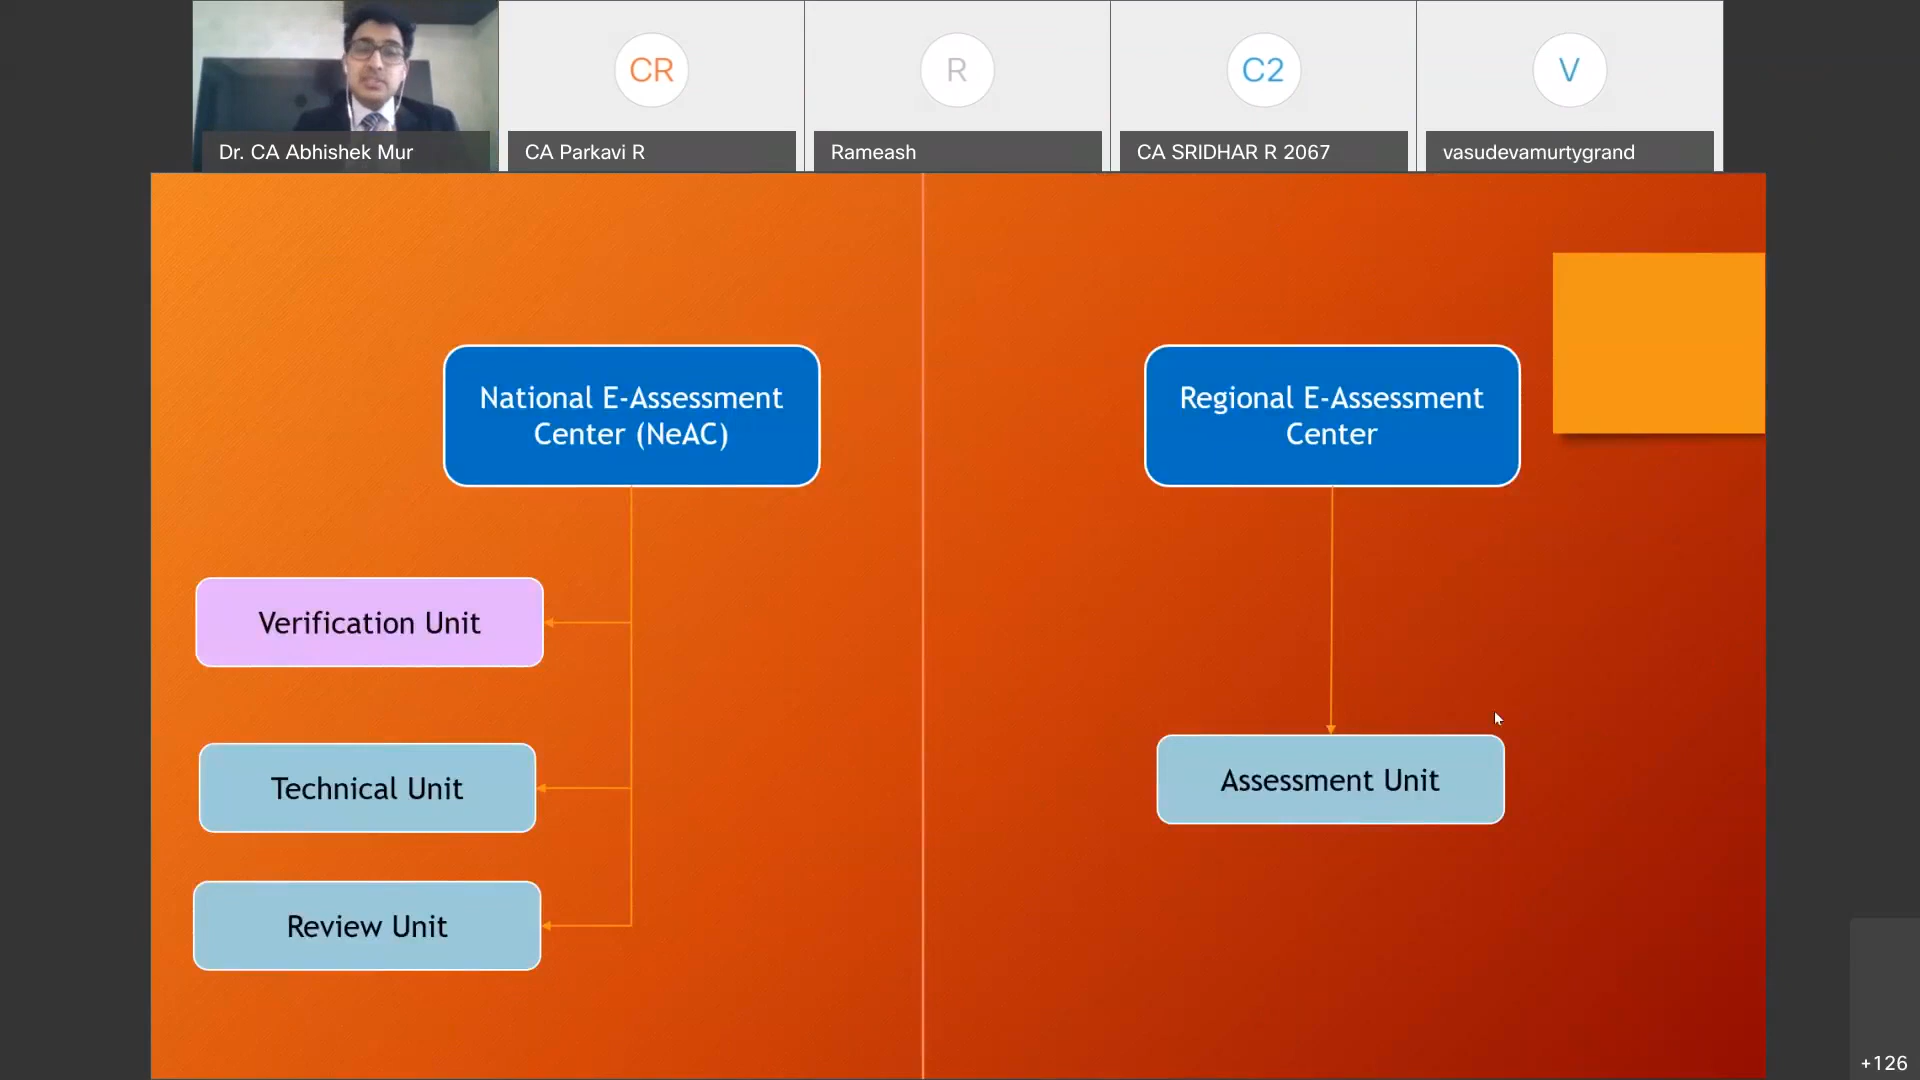 CR
R
C2
V
Dr. CA Abhishek Mur
CA Parkavi R
Rameash
CA SRIDHAR R 2067
vasudevamurtygrand
National E-Assessment
Center (NeAC)
Regional E-Assessment
Center
Verification Unit
Technical Unit
Assessment Unit
Review Unit
+126